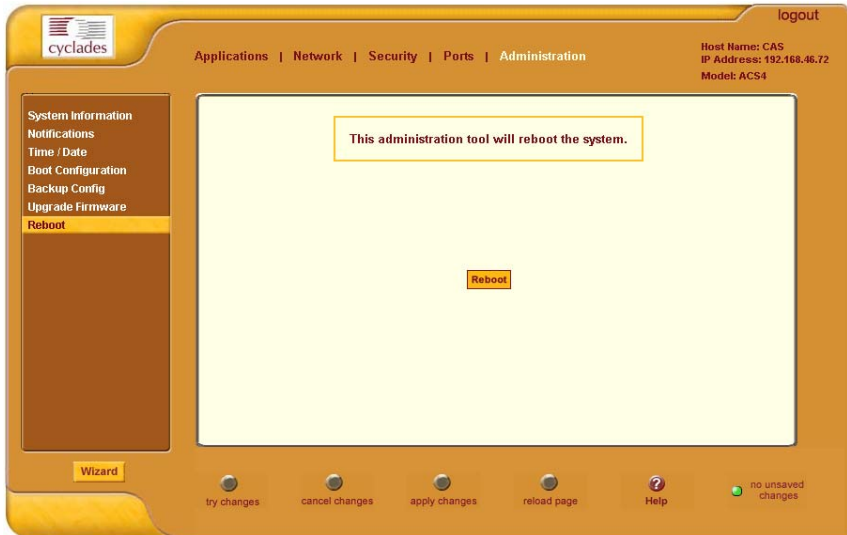 cyclades
logout
Applications | Network | Security | Ports | Administration
Host Name: CAS
IP Address: 192.168.46.72
Model: ACS4
System Information
Notifications
Time / Date
Boot Configuration
Backup Config
Upgrade Firmware
Reboot
This administration tool will reboot the system.
Reboot
Wizard
try changes
cancel changes
apply changes
reload page
?
Help
no unsaved
changes